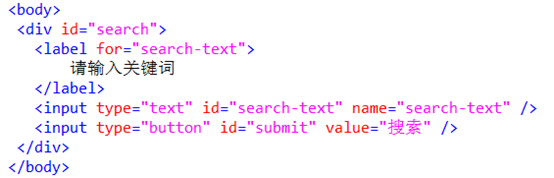 <body>
<div id="search">
<label for="search-text">
请输入关键词
</label>
<input type="text" id="search-text" name="search-text" />
<input type="button" id="submit" value="搜索" />
</div>
</body>